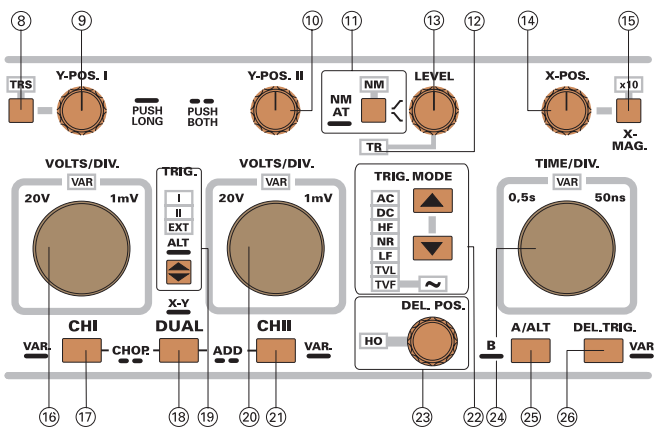 8 9 10 11 13 12 14 15
TRS Y-POS. I Y-POS. II NM LEVEL X-POS. x10
PUSH LONG
PUSH BOTH
NM AT
TR
X-MAG.
VOLTS/DIV.
VAR
20V 1mV
TRIG.
I
II
EXT
ALT
X-Y
VOLTS/DIV.
VAR
20V 1mV
TRIG. MODE
AC
DC
HF
NR
LF
TVL
TVF ~
TIME/DIV.
VAR
0,5s 50ns
DEL. POS.
HO
VAR. CHI CHOP. DUAL ADD CHII VAR.
B A/ALT DEL.TRIG. VAR
16 17 18 19 20 21 23 22 24 25 26